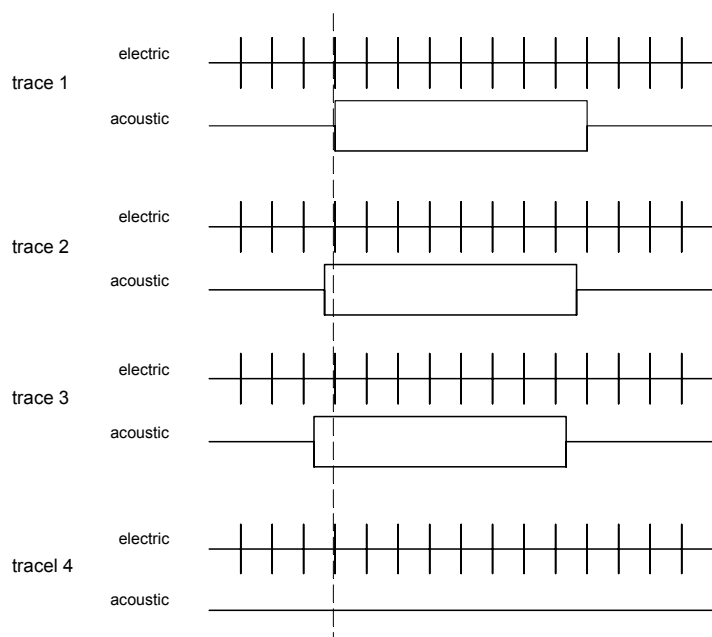 electric
trace 1
acoustic
electric
trace 2
acoustic
electric
trace 3
acoustic
electric
tracel 4
acoustic